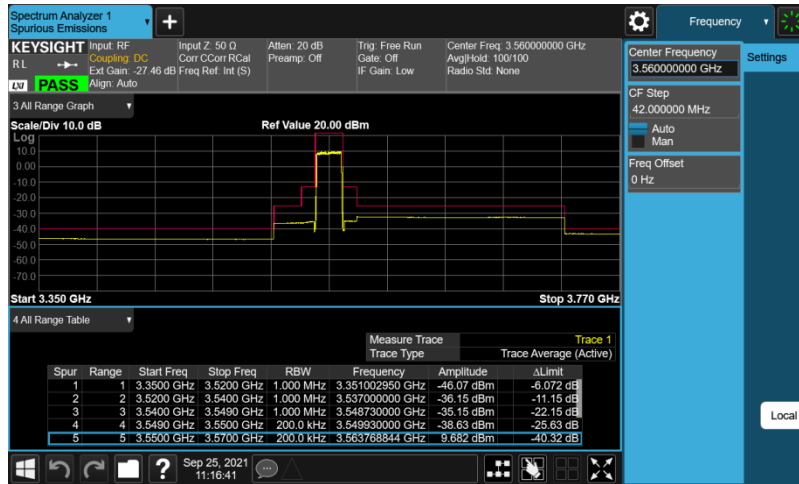 Spectrum Analyzer 1
Spurious Emissions
+
Frequency
KEYSIGHT
RL
LXI PASS
Input: RF
Coupling: DC
Ext Gain: -27.46 dB
Align: Auto
Input Z: 50 Ω
Corr CCorr RCal
Freq Ref: Int (S)
Atten: 20 dB
Preamp: Off
Trig: Free Run
Gate: Off
IF Gain: Low
Center Freq: 3.560000000 GHz
Avg|Hold: 100/100
Radio Std: None
3 All Range Graph
Scale/Div 10.0 dB
Ref Value 20.00 dBm
Log
10.0
0.00
-10.0
-20.0
-30.0
-40.0
-50.0
-60.0
-70.0
Start 3.350 GHz
Stop 3.770 GHz
4 All Range Table
Measure Trace Trace 1
Trace Type Trace Average (Active)
Spur Range Start Freq Stop Freq RBW Frequency Amplitude ΔLimit
1 1 3.3500 GHz 3.5200 GHz 1.000 MHz 3.351002950 GHz -46.07 dBm -6.072 dB
2 2 3.5200 GHz 3.5400 GHz 1.000 MHz 3.537000000 GHz -36.15 dBm -11.15 dB
3 3 3.5400 GHz 3.5490 GHz 1.000 MHz 3.548730000 GHz -35.15 dBm -22.15 dB
4 4 3.5490 GHz 3.5500 GHz 200.0 kHz 3.549930000 GHz -38.63 dBm -25.63 dB
5 5 3.5500 GHz 3.5700 GHz 200.0 kHz 3.563768844 GHz 9.682 dBm -40.32 dB
?
Sep 25, 2021
11:16:41
Center Frequency
3.560000000 GHz
CF Step
42.000000 MHz
Auto
Man
Freq Offset
0 Hz
Settings
Local